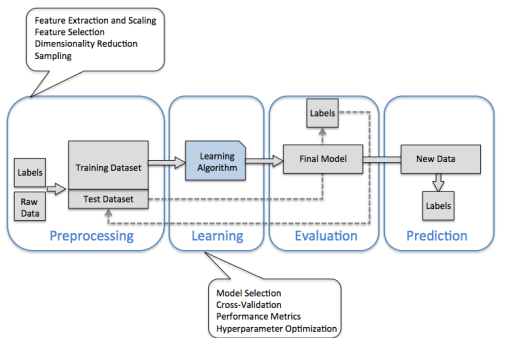 Feature Extraction and Scaling
Feature Selection
Dimensionality Reduction
Sampling
Labels
Raw
Data
Training Dataset
Test Dataset
Learning
Algorithm
Labels
Final Model
New Data
Labels
Preprocessing
Learning
Evaluation
Prediction
Model Selection
Cross-Validation
Performance Metrics
Hyperparameter Optimization